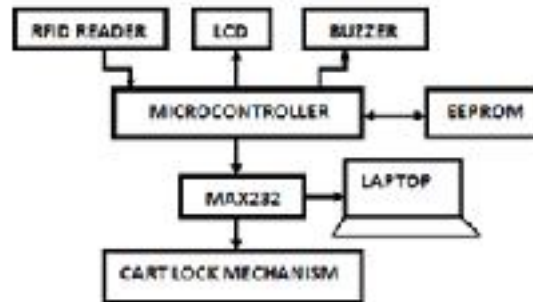 RFID READER
LCD
BUZZER
MICROCONTROLLER
EEPROM
LAPTOP
MAX232
CART LOCK MECHANISM